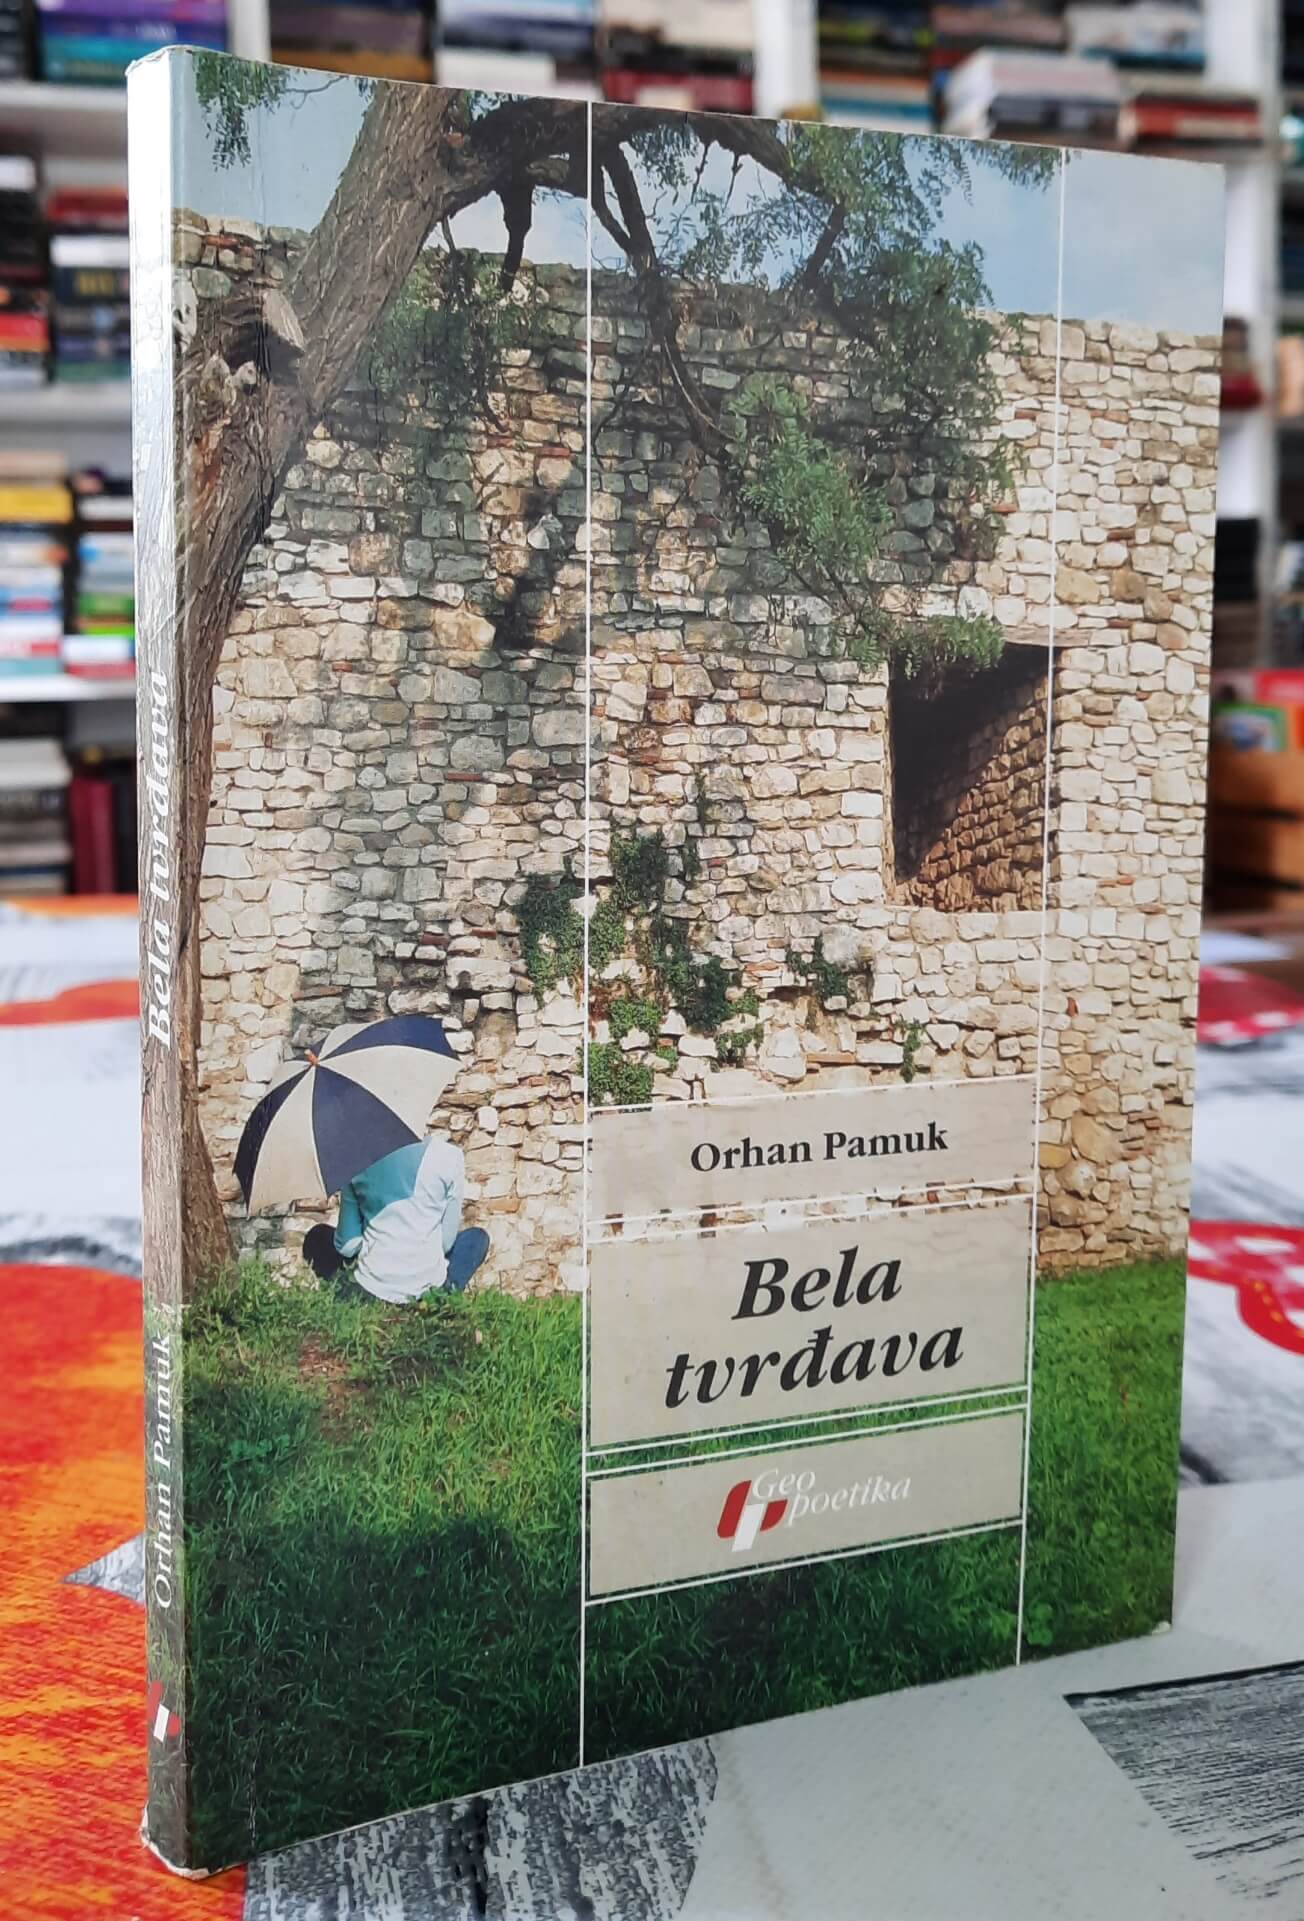 Bela tvrđava
Orhan Pamuk
Orhan Pamuk
Bela
tvrđava
Geo
poetika